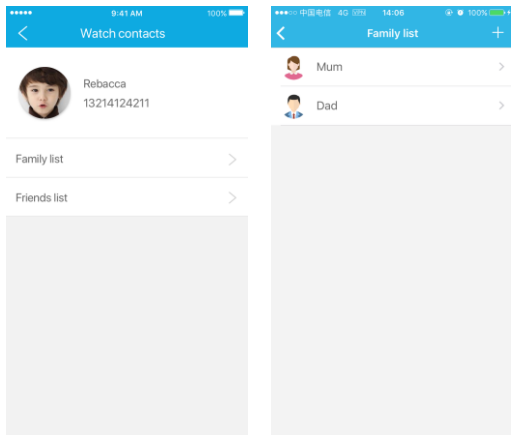 9:41 AM 100%
Watch contacts
Rebacca
13214124211
Family list
Friends list
中国电信 4G 14:06 100%
Family list
Mum
Dad